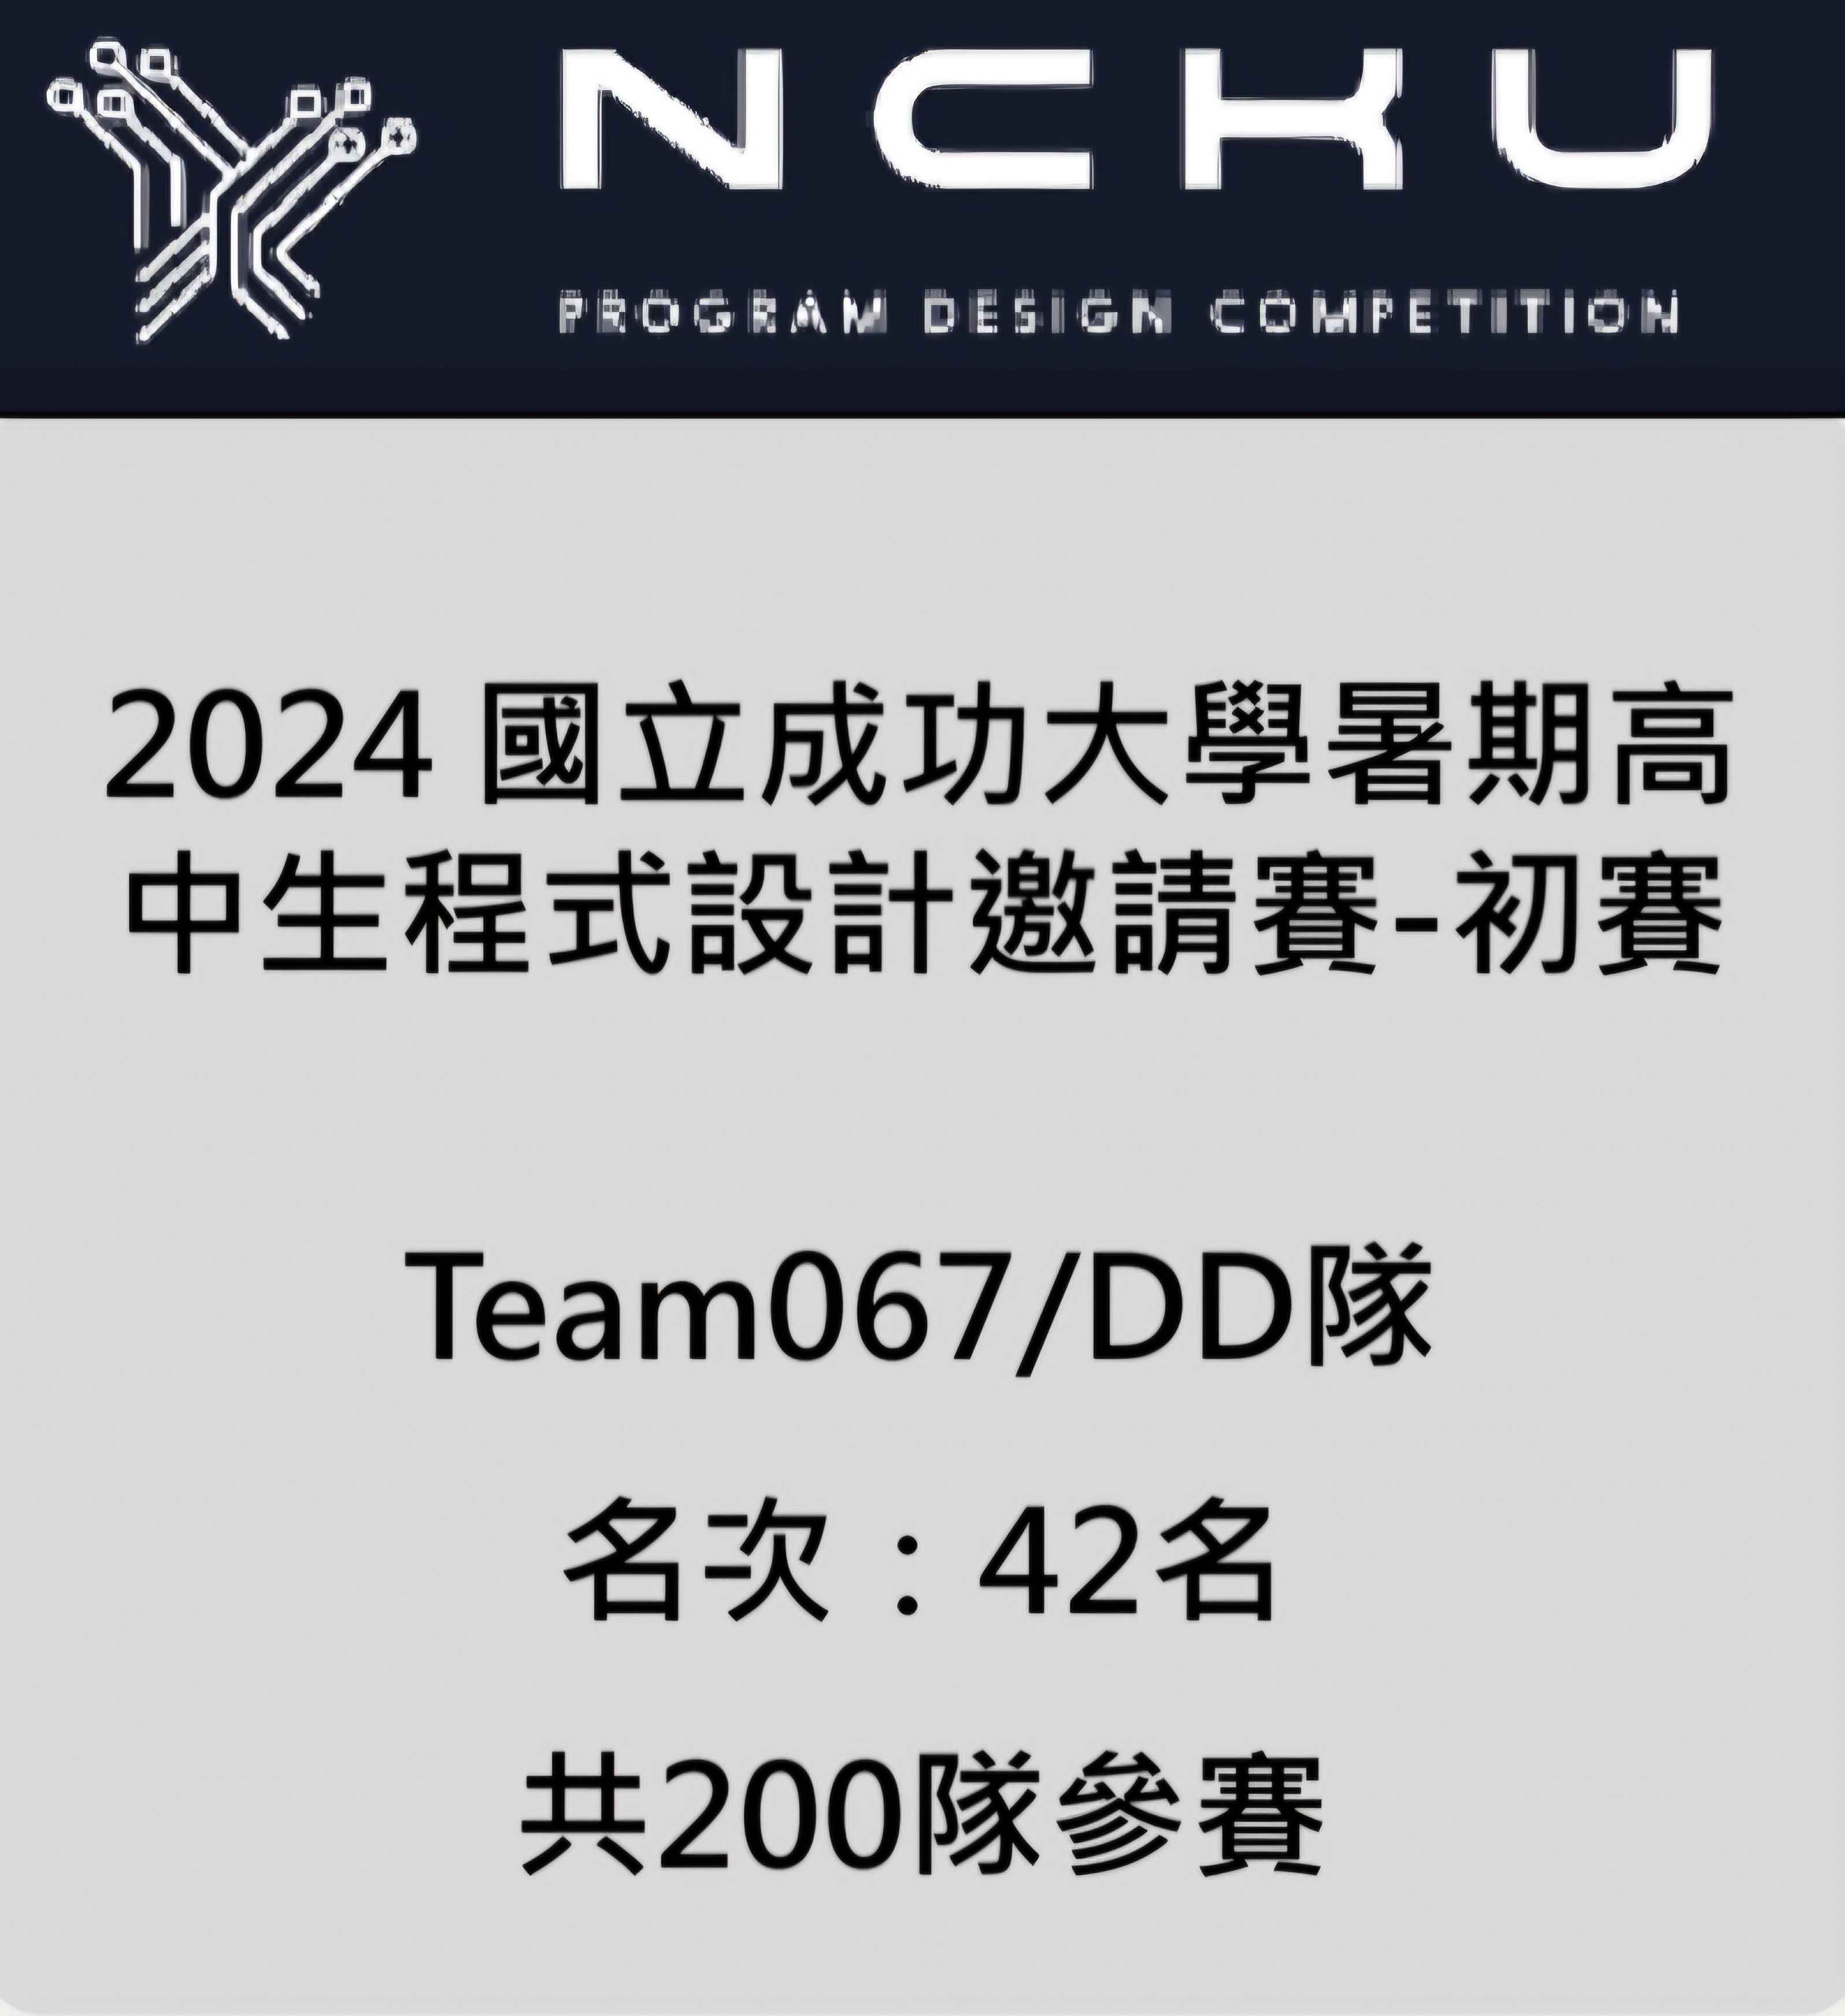 NCKU
PROGRAM DESIGN COMPETITION
2024 國立成功大學暑期高
中生程式設計邀請賽-初賽
Team067/DD隊
名次：42名
共200隊參賽